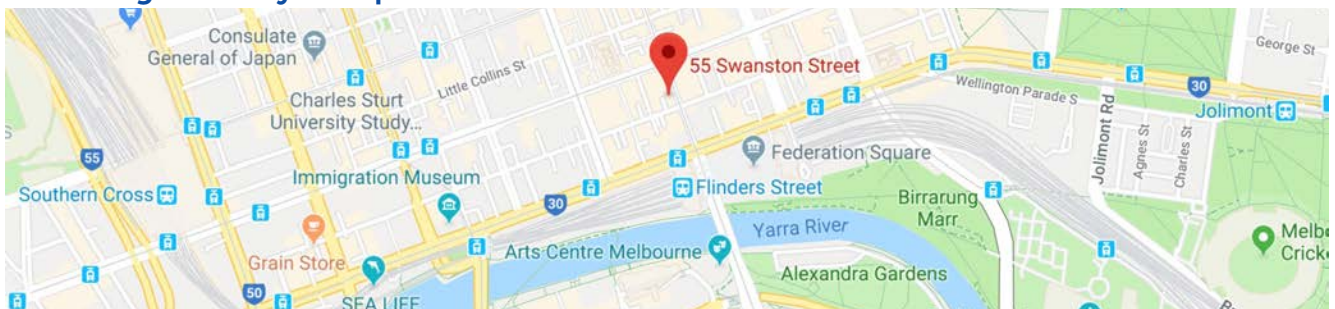 Consulate
General of Japan
55 Swanston Street
George St
Little Collins St
Charles Sturt
University Study...
Wellington Parade S
30
Jolimont
Jolimont Rd
Agnes St
Charles St
55
Federation Square
Immigration Museum
Southern Cross
Flinders Street
30
Birrarung
Marr
Yarra River
Grain Store
Arts Centre Melbourne
Alexandra Gardens
50
SEA LIFE